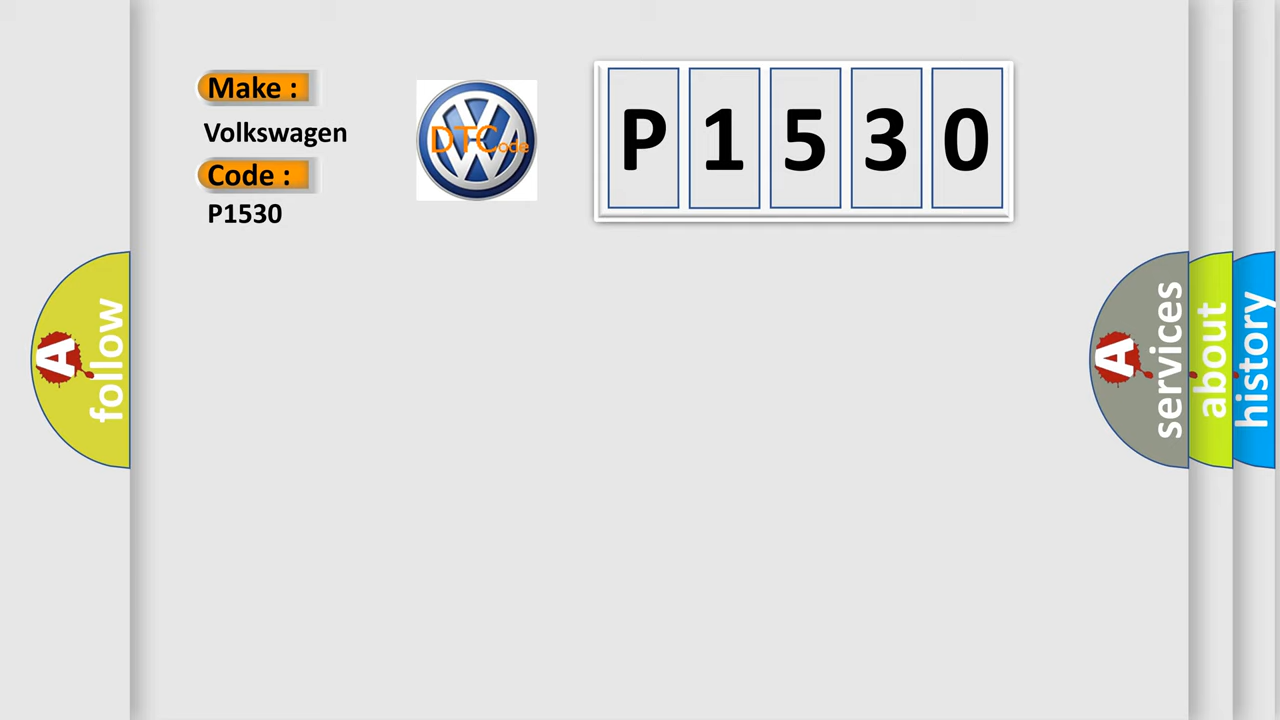 Make :
Volkswagen
Code :
P1530
DTCode
P 1 5 3 0
A follow
A services
about
history